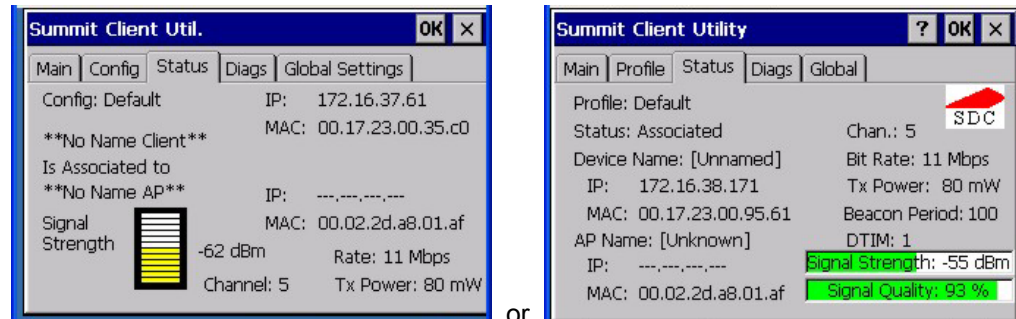 Summit Client Util. OK ×
Main Config Status Diags Global Settings
Config: Default IP: 172.16.37.61
**No Name Client** MAC: 00.17.23.00.35.c0
Is Associated to
**No Name AP** IP: ---.---.---.---
Signal Strength MAC: 00.02.2d.a8.01.af
-62 dBm Rate: 11 Mbps
Channel: 5 Tx Power: 80 mW
or
Summit Client Utility ? OK ×
Main Profile Status Diags Global
Profile: Default SDC
Status: Associated Chan.: 5
Device Name: [Unnamed] Bit Rate: 11 Mbps
IP: 172.16.38.171 Tx Power: 80 mW
MAC: 00.17.23.00.95.61 Beacon Period: 100
AP Name: [Unknown] DTIM: 1
IP: ---.---.---.--- Signal Strength: -55 dBm
MAC: 00.02.2d.a8.01.af Signal Quality: 93 %